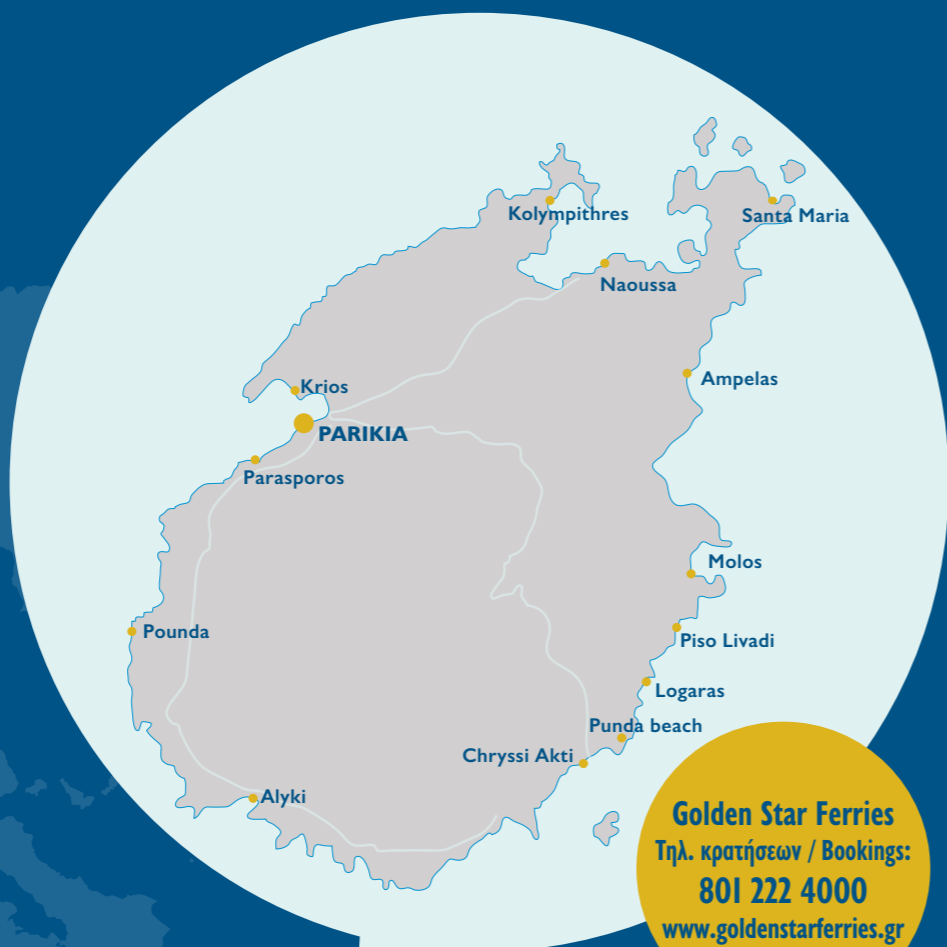 Kolympithres
Santa Maria
Naoussa
Ampelas
Krios
PARIKIA
Parasporos
Molos
Pounda
Piso Livadi
Logaras
Punda beach
Chryssi Akti
Alyki
Golden Star Ferries
Τηλ. κρατήσεων / Bookings:
801 222 4000
www.goldenstarferries.gr